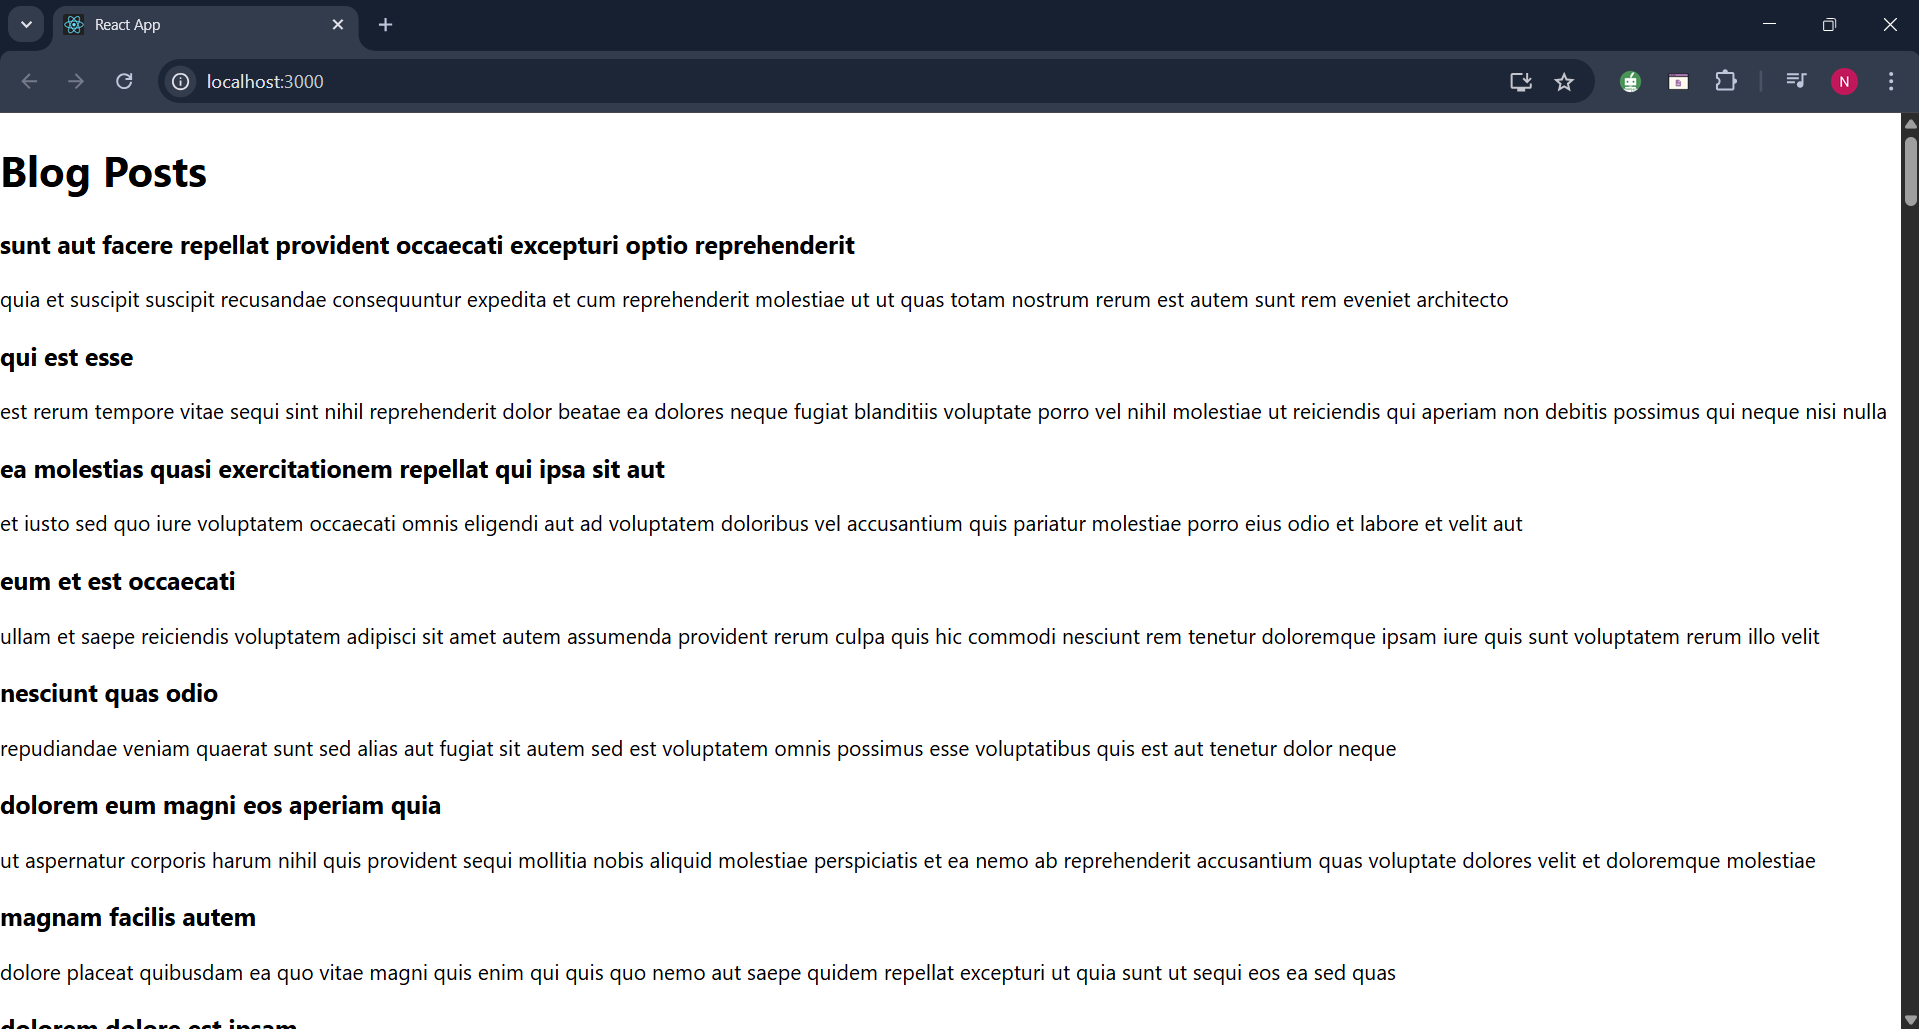 React App
localhost:3000
N
Blog Posts
sunt aut facere repellat provident occaecati excepturi optio reprehenderit
quia et suscipit suscipit recusandae consequuntur expedita et cum reprehenderit molestiae ut ut quas totam nostrum rerum est autem sunt rem eveniet architecto
qui est esse
est rerum tempore vitae sequi sint nihil reprehenderit dolor beatae ea dolores neque fugiat blanditiis voluptate porro vel nihil molestiae ut reiciendis qui aperiam non debitis possimus qui neque nisi nulla
ea molestias quasi exercitationem repellat qui ipsa sit aut
et iusto sed quo iure voluptatem occaecati omnis eligendi aut ad voluptatem doloribus vel accusantium quis pariatur molestiae porro eius odio et labore et velit aut
eum et est occaecati
ullam et saepe reiciendis voluptatem adipisci sit amet autem assumenda provident rerum culpa quis hic commodi nesciunt rem tenetur doloremque ipsam iure quis sunt voluptatem rerum illo velit
nesciunt quas odio
repudiandae veniam quaerat sunt sed alias aut fugiat sit autem sed est voluptatem omnis possimus esse voluptatibus quis est aut tenetur dolor neque
dolorem eum magni eos aperiam quia
ut aspernatur corporis harum nihil quis provident sequi mollitia nobis aliquid molestiae perspiciatis et ea nemo ab reprehenderit accusantium quas voluptate dolores velit et doloremque molestiae
magnam facilis autem
dolore placeat quibusdam ea quo vitae magni quis enim qui quis quo nemo aut saepe quidem repellat excepturi ut quia sunt ut sequi eos ea sed quas
dolorem dolore est ipsam